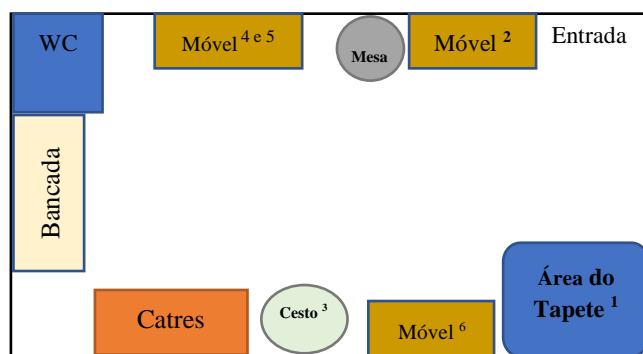 WC
Móvel 4 e 5
Mesa
Móvel 2
Entrada
Bancada
Área do
Tapete 1
Catres
Cesto 3
Móvel 6